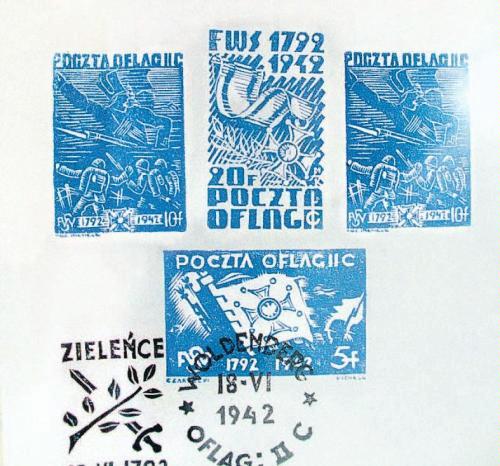 POCZTA OFLAG IIC
1792 1942 10f
FWS 1792
1942
20F
POCZTA
OFLAG IIC
POCZTA OFLAG IIC
1792 1942 10f
POCZTA OFLAG IIC
1792 1942 5f
ZIELEŃCE
WOLDENBERG
18·VI
1942
OFLAG: II C